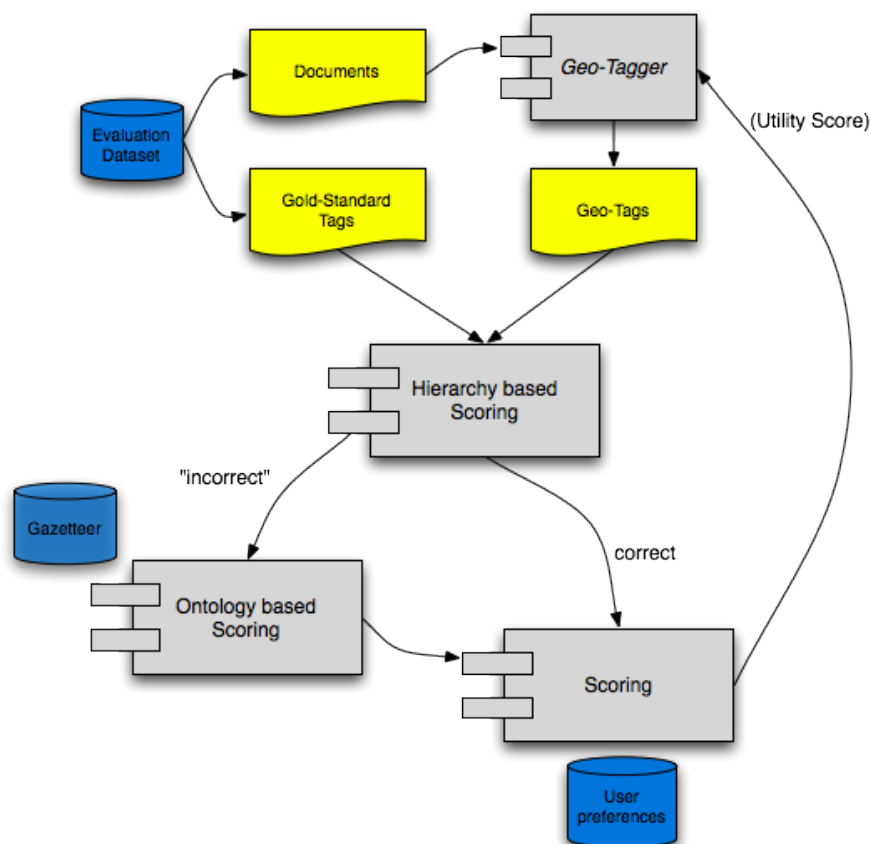 Documents
Geo-Tagger
(Utility Score)
Evaluation
Dataset
Gold-Standard
Tags
Geo-Tags
Hierarchy based
Scoring
"incorrect"
Gazetteer
correct
Ontology based
Scoring
Scoring
User
preferences